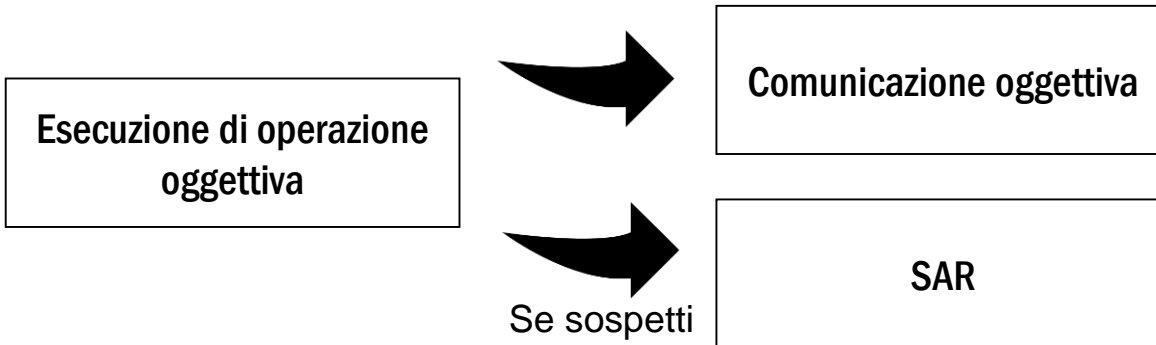 Esecuzione di operazione
oggettiva
Comunicazione oggettiva
Se sospetti
SAR